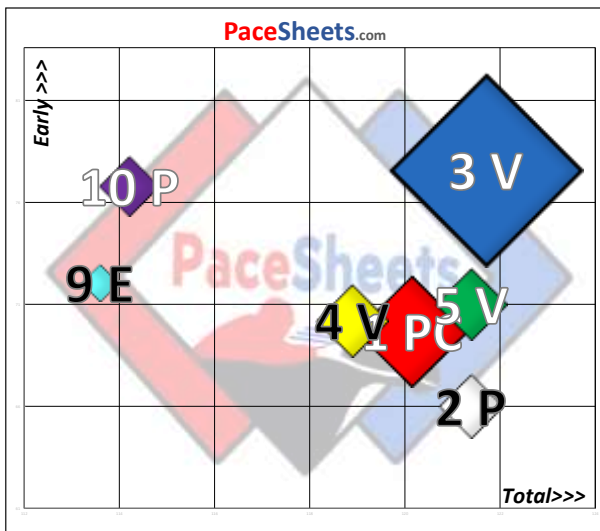 PaceSheets.com
Early >>>
3 V
10 P
PaceSheets
9 E
4 V
1 PC
5 V
2 P
Total>>>